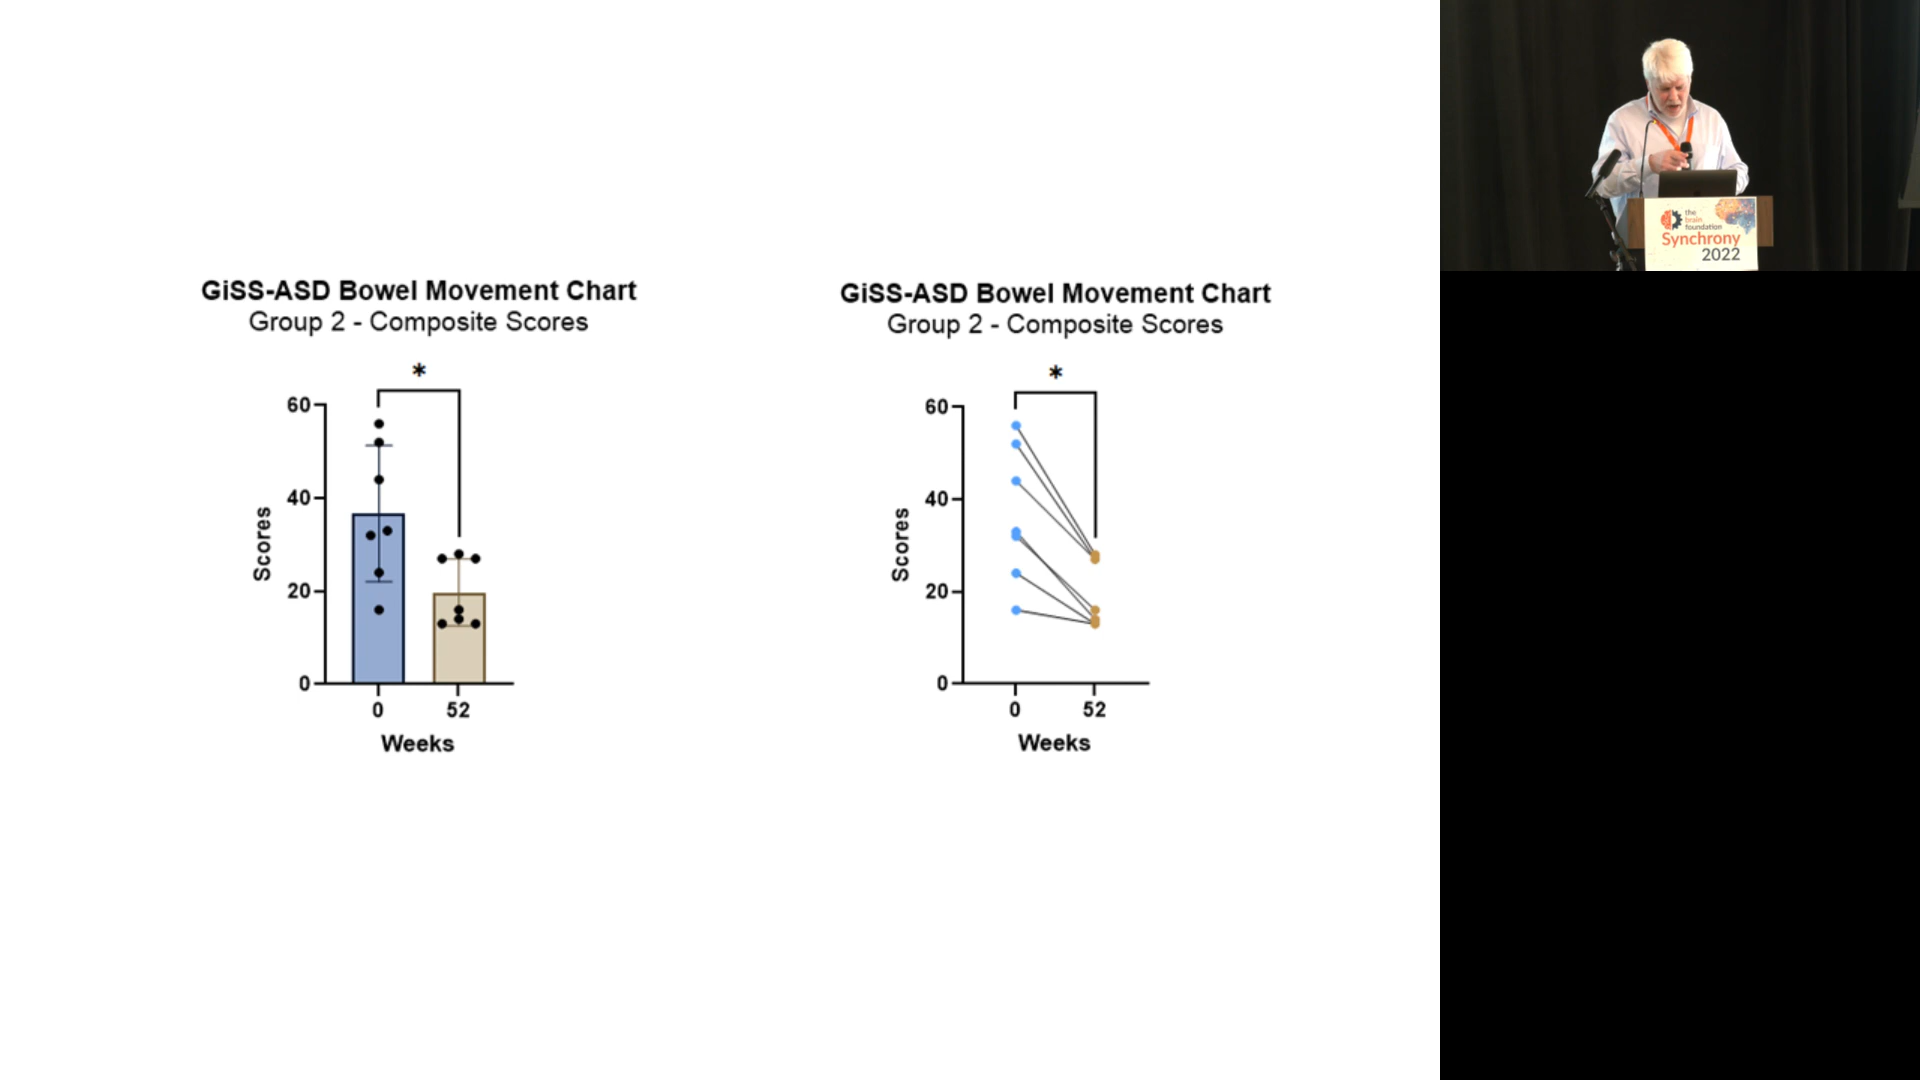 GiSS-ASD Bowel Movement Chart
Group 2 - Composite Scores
*
60
40
20
0
Scores
0 52
Weeks
GiSS-ASD Bowel Movement Chart
Group 2 - Composite Scores
*
60
40
20
0
Scores
0 52
Weeks
the
brain
foundation
Synchrony
2022